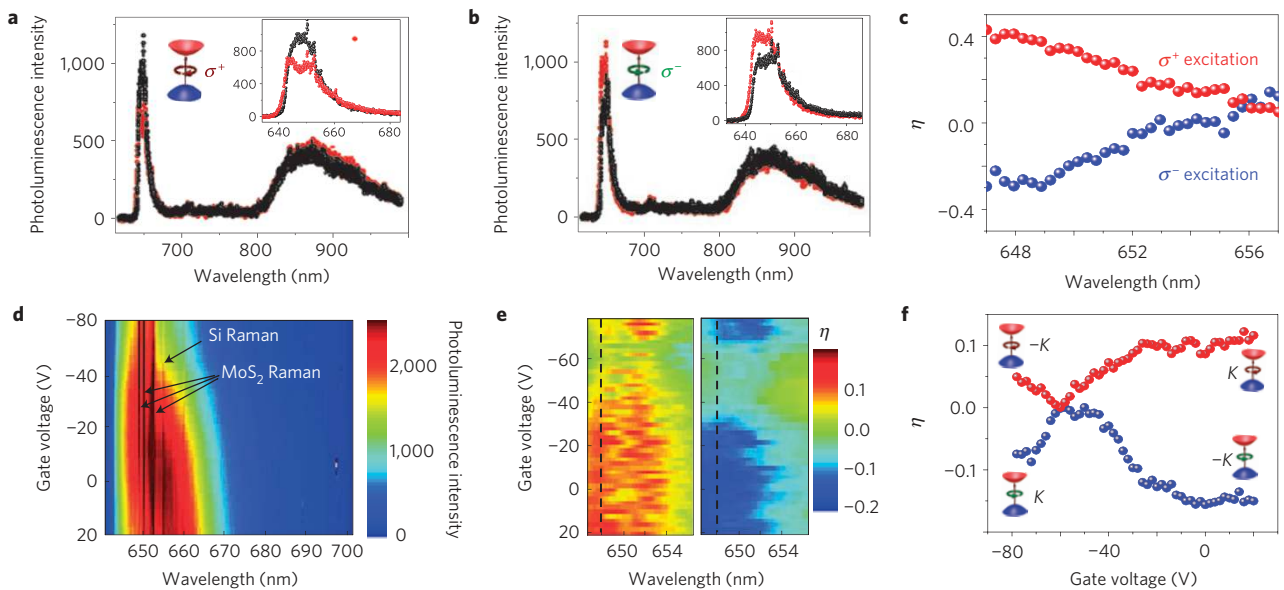 a
Photoluminescence intensity
1,000
500
0
σ+
800
400
0
640
660
680
700
800
900
Wavelength (nm)
b
Photoluminescence intensity
1,000
500
0
σ−
800
400
0
640
660
680
700
800
900
Wavelength (nm)
c
η
0.4
0.0
−0.4
σ+ excitation
σ− excitation
648
652
656
Wavelength (nm)
d
Gate voltage (V)
−80
−60
−40
−20
0
20
Si Raman
MoS2 Raman
650
660
670
680
690
700
Wavelength (nm)
2,000
1,000
0
Photoluminescence intensity
e
Gate voltage (V)
−60
−40
−20
0
20
650
654
650
654
Wavelength (nm)
η
0.1
0.0
−0.1
−0.2
f
η
0.1
0.0
−0.1
−K
K
K
−K
−80
−40
0
Gate voltage (V)